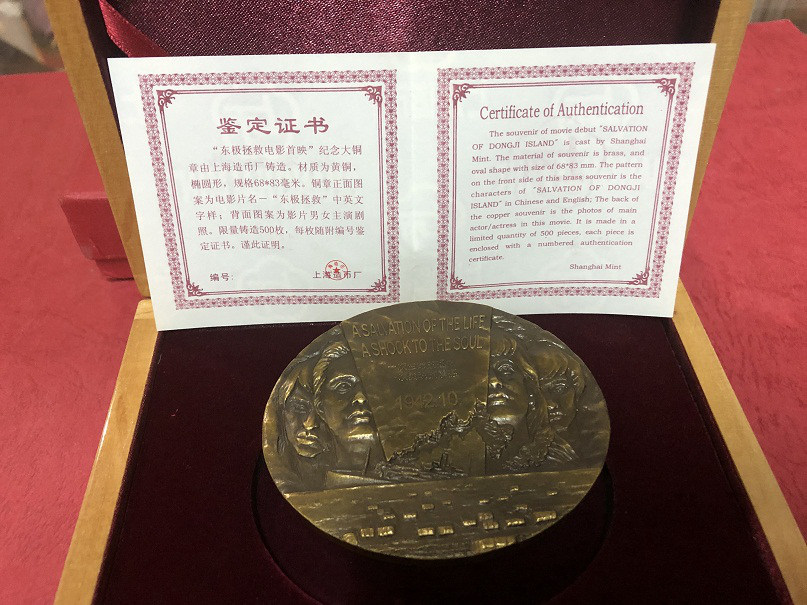 鉴定证书
“东极拯救电影首映”纪念大铜
章由上海造币厂铸造。材质为黄铜,
椭圆形, 规格68*83毫米。铜章正面图
案为电影片名—“东极拯救”中英文
字样; 背面图案为影片男女主演剧
照。限量铸造500枚, 每枚随附编号鉴
定证书。谨此证明。
编号:
上海造币厂
Certificate of Authentication
The souvenir of movie debut "SALVATION
OF DONGJI ISLAND" is cast by Shanghai
Mint. The material of souvenir is brass, and
oval shape with size of 68*83 mm. The pattern
on the front side of this brass souvenir is the
characters of "SALVATION OF DONGJI
ISLAND" in Chinese and English; The back of
the copper souvenir is the photos of main
actor/actress in this movie. It is made in a
limited quantity of 500 pieces, each piece is
enclosed with a numbered authentication
certificate.
Shanghai Mint
A SALVATION OF THE LIFE
A SHOCK TO THE SOUL
1942.10